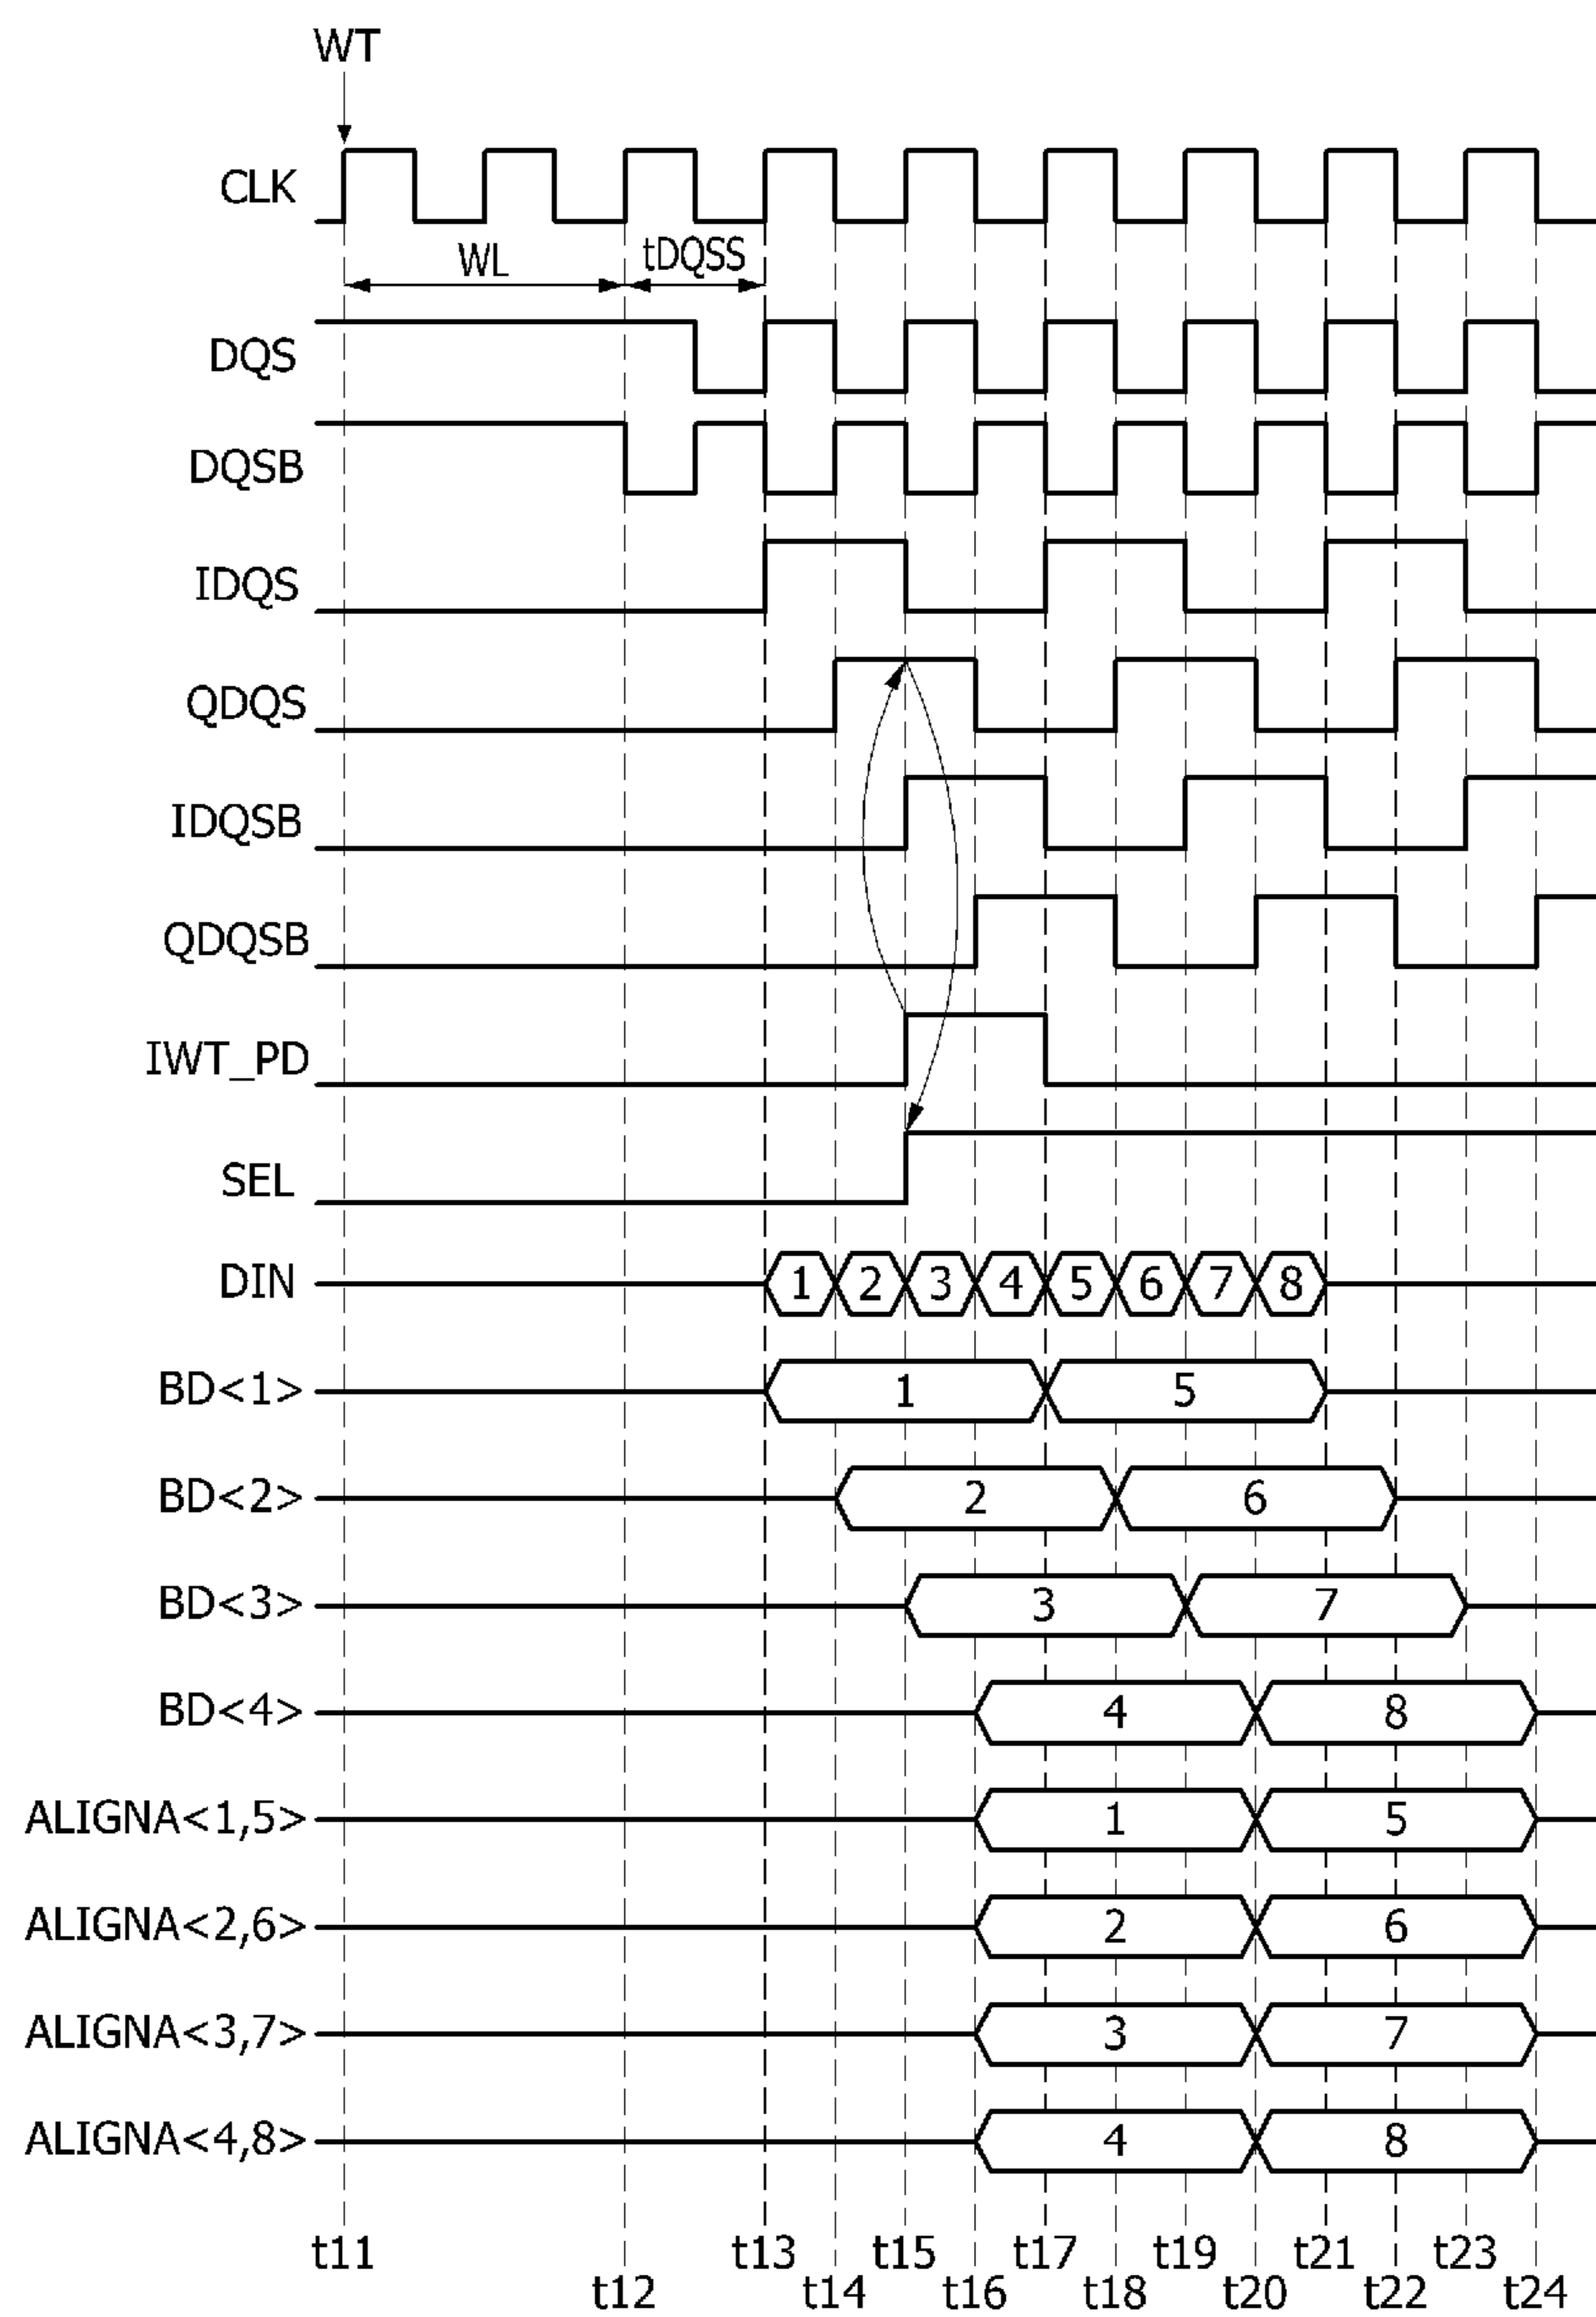 WT
CLK
WL tDQSS
DQS
DQSB
IDQS
QDQS
IDQSB
QDQSB
IWT_PD
SEL
DIN 1 2 3 4 5 6 7 8
BD<1> 1 5
BD<2> 2 6
BD<3> 3 7
BD<4> 4 8
ALIGNA<1,5> 1 5
ALIGNA<2,6> 2 6
ALIGNA<3,7> 3 7
ALIGNA<4,8> 4 8
t11 t13 t15 t17 t19 t21 t23
t12 t14 t16 t18 t20 t22 t24